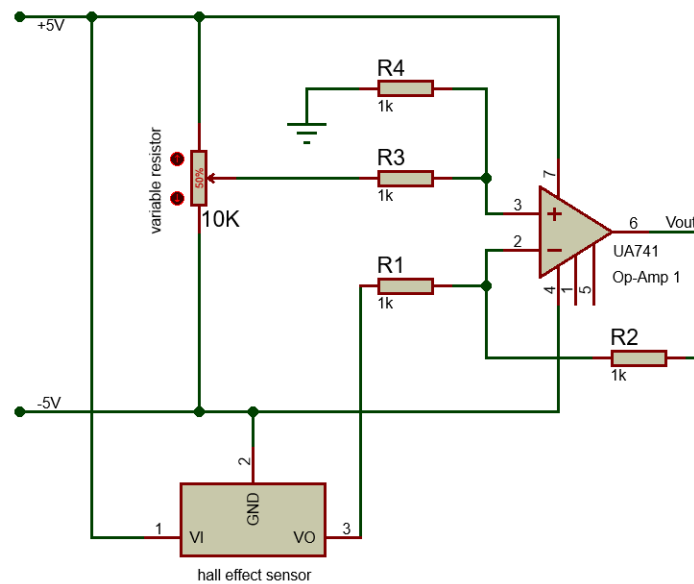 +5V
R4
1k
variable resistor
50%
10K
R3
1k
7
3
6
Vout
2
UA741
R1
1k
4
1
5
Op-Amp 1
R2
1k
-5V
2
GND
1
VI
VO
3
hall effect sensor